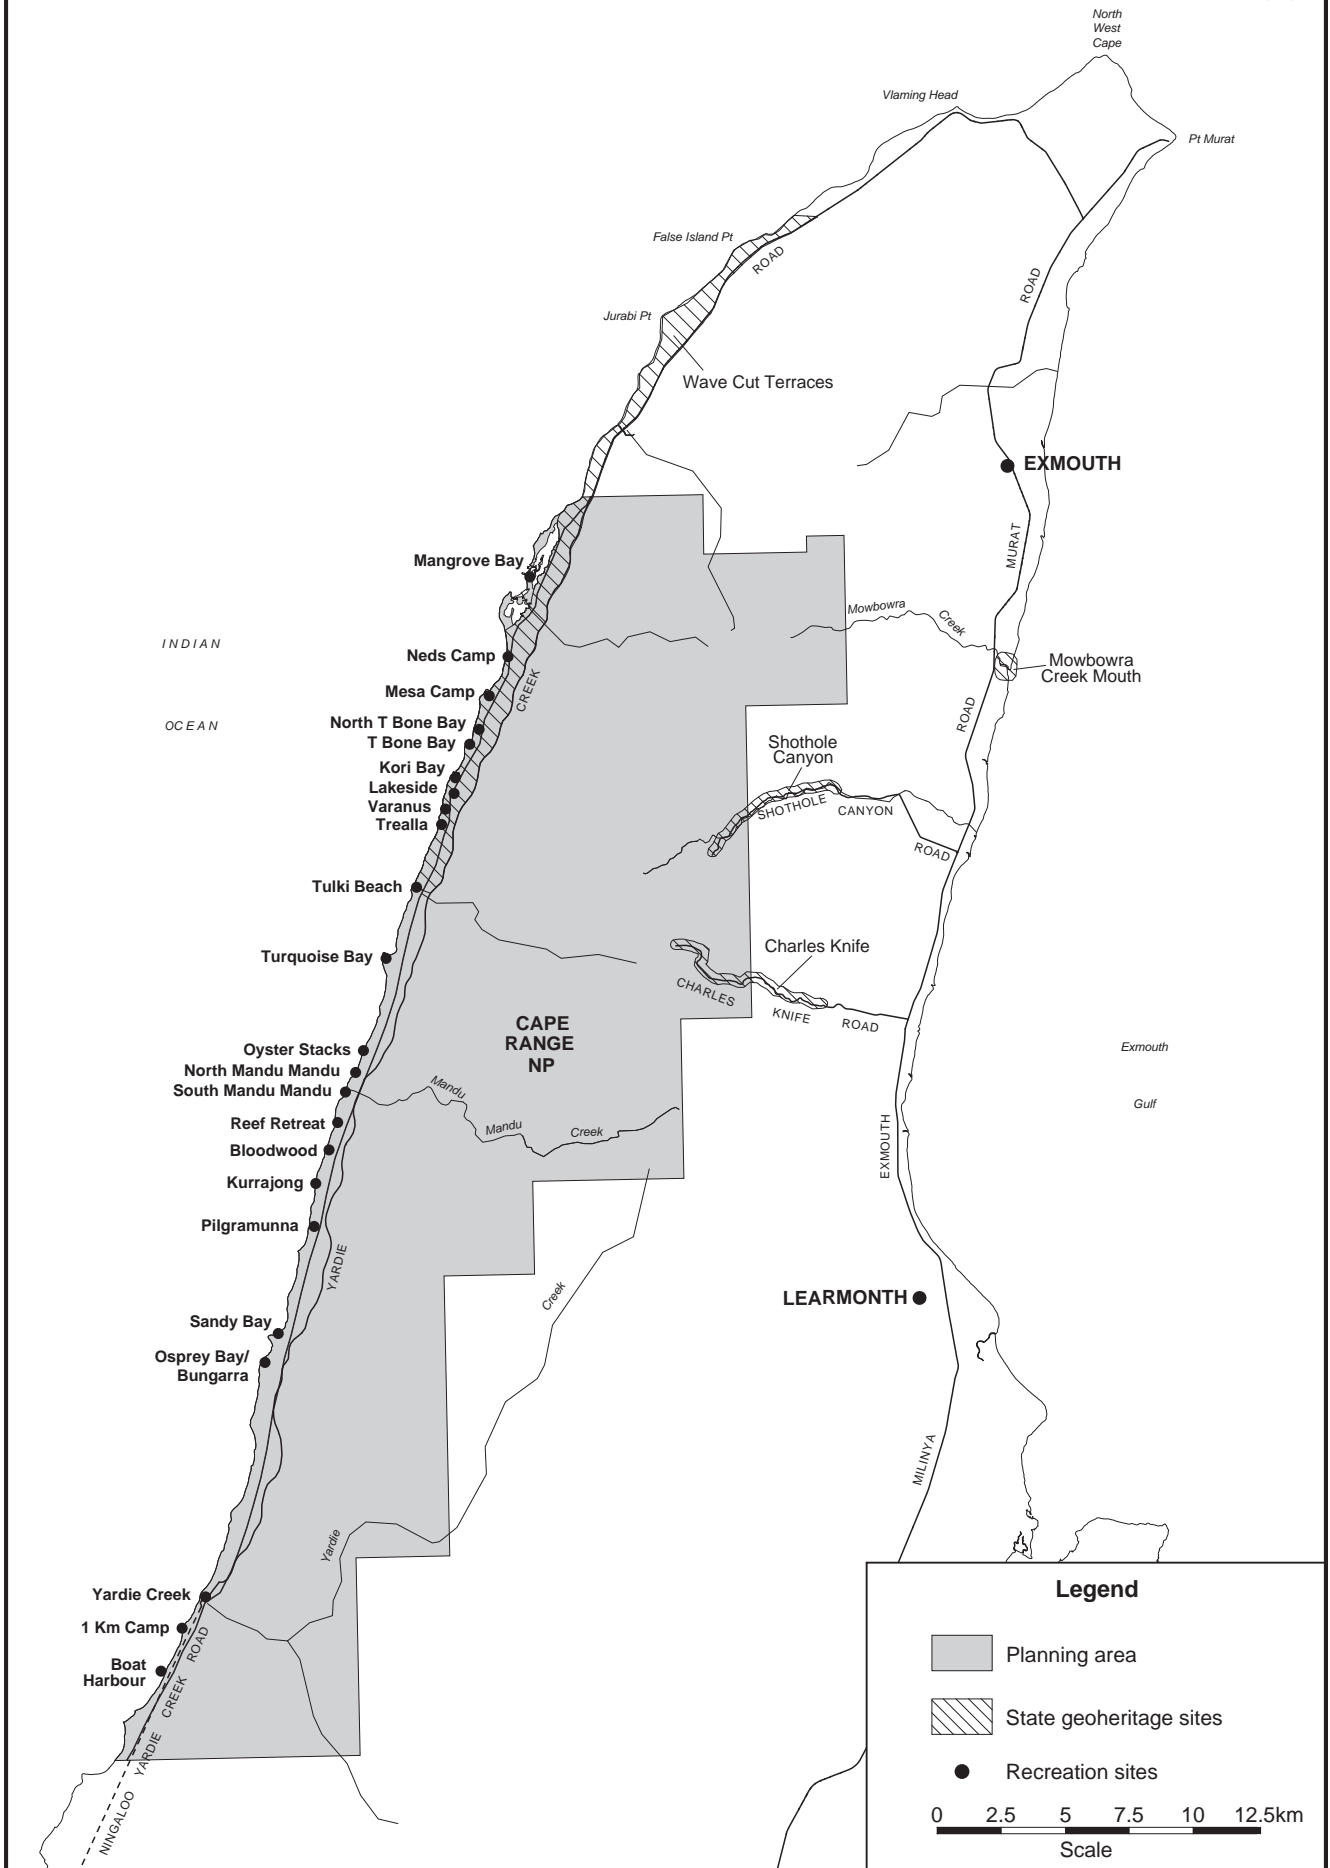 North
West
Cape
Vlaming Head
Pt Murat
False Island Pt
ROAD
ROAD
Jurabi Pt
Wave Cut Terraces
EXMOUTH
MURAT
Mangrove Bay
Mowbowra
Creek
INDIAN
Neds Camp
Mowbowra
Creek Mouth
CREEK
Mesa Camp
ROAD
OCEAN
North T Bone Bay
T Bone Bay
Shothole
Canyon
Kori Bay
Lakeside
Varanus
SHOTHOLE
CANYON
Trealla
ROAD
Tulki Beach
Turquoise Bay
Charles Knife
CHARLES
KNIFE
ROAD
CAPE
RANGE
NP
Oyster Stacks
Exmouth
North Mandu Mandu
South Mandu Mandu
Mandu
Gulf
Reef Retreat
Mandu
Creek
EXMOUTH
Bloodwood
Kurrajong
Pilgramunna
YARDIE
Creek
LEARMONTH
Sandy Bay
Osprey Bay/
Bungarra
MILINYA
Yardie
Yardie Creek
1 Km Camp
Boat
Harbour
NINGALOO YARDIE CREEK ROAD
Legend
Planning area
State geoheritage sites
Recreation sites
0 2.5 5 7.5 10 12.5km
Scale